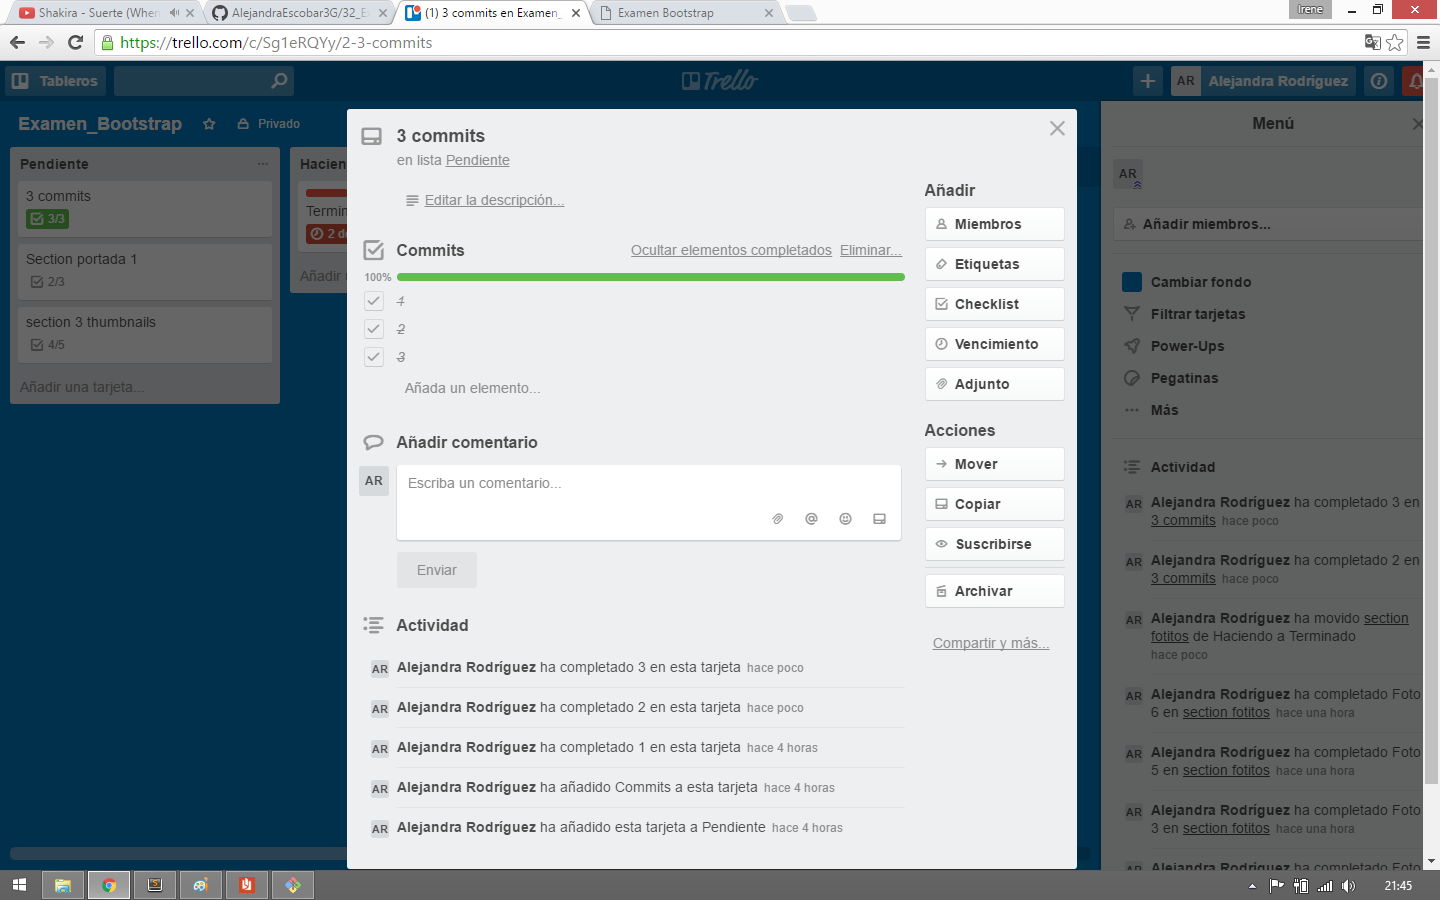 Shakira - Suerte (When
AlejandraEscobar3G/32_Ex
(1) 3 commits en Examen_
Examen Bootstrap
Irene
https://trello.com/c/Sg1eRQYy/2-3-commits
Tableros
Trello
AR
Alejandra Rodríguez
Examen_Bootstrap
Privado
Pendiente
3 commits
3/3
Section portada 1
2/3
section 3 thumbnails
4/5
Añadir una tarjeta...
Hacien
Termin
2 de
Añadir u
3 commits
en lista Pendiente
Editar la descripción...
Commits
Ocultar elementos completados
Eliminar...
100%
1
2
3
Añada un elemento...
Añadir comentario
AR
Escriba un comentario...
Enviar
Actividad
AR Alejandra Rodríguez ha completado 3 en esta tarjeta hace poco
AR Alejandra Rodríguez ha completado 2 en esta tarjeta hace poco
AR Alejandra Rodríguez ha completado 1 en esta tarjeta hace 4 horas
AR Alejandra Rodríguez ha añadido Commits a esta tarjeta hace 4 horas
AR Alejandra Rodríguez ha añadido esta tarjeta a Pendiente hace 4 horas
Añadir
Miembros
Etiquetas
Checklist
Vencimiento
Adjunto
Acciones
Mover
Copiar
Suscribirse
Archivar
Compartir y más...
Menú
AR
Añadir miembros...
Cambiar fondo
Filtrar tarjetas
Power-Ups
Pegatinas
Más
Actividad
AR Alejandra Rodríguez ha completado 3 en
3 commits hace poco
AR Alejandra Rodríguez ha completado 2 en
3 commits hace poco
AR Alejandra Rodríguez ha movido section
fotitos de Haciendo a Terminado
hace poco
AR Alejandra Rodríguez ha completado Foto
6 en section fotitos hace una hora
AR Alejandra Rodríguez ha completado Foto
5 en section fotitos hace una hora
AR Alejandra Rodríguez ha completado Foto
3 en section fotitos hace una hora
AR Alejandra Rodríguez ha completado Foto
21:45